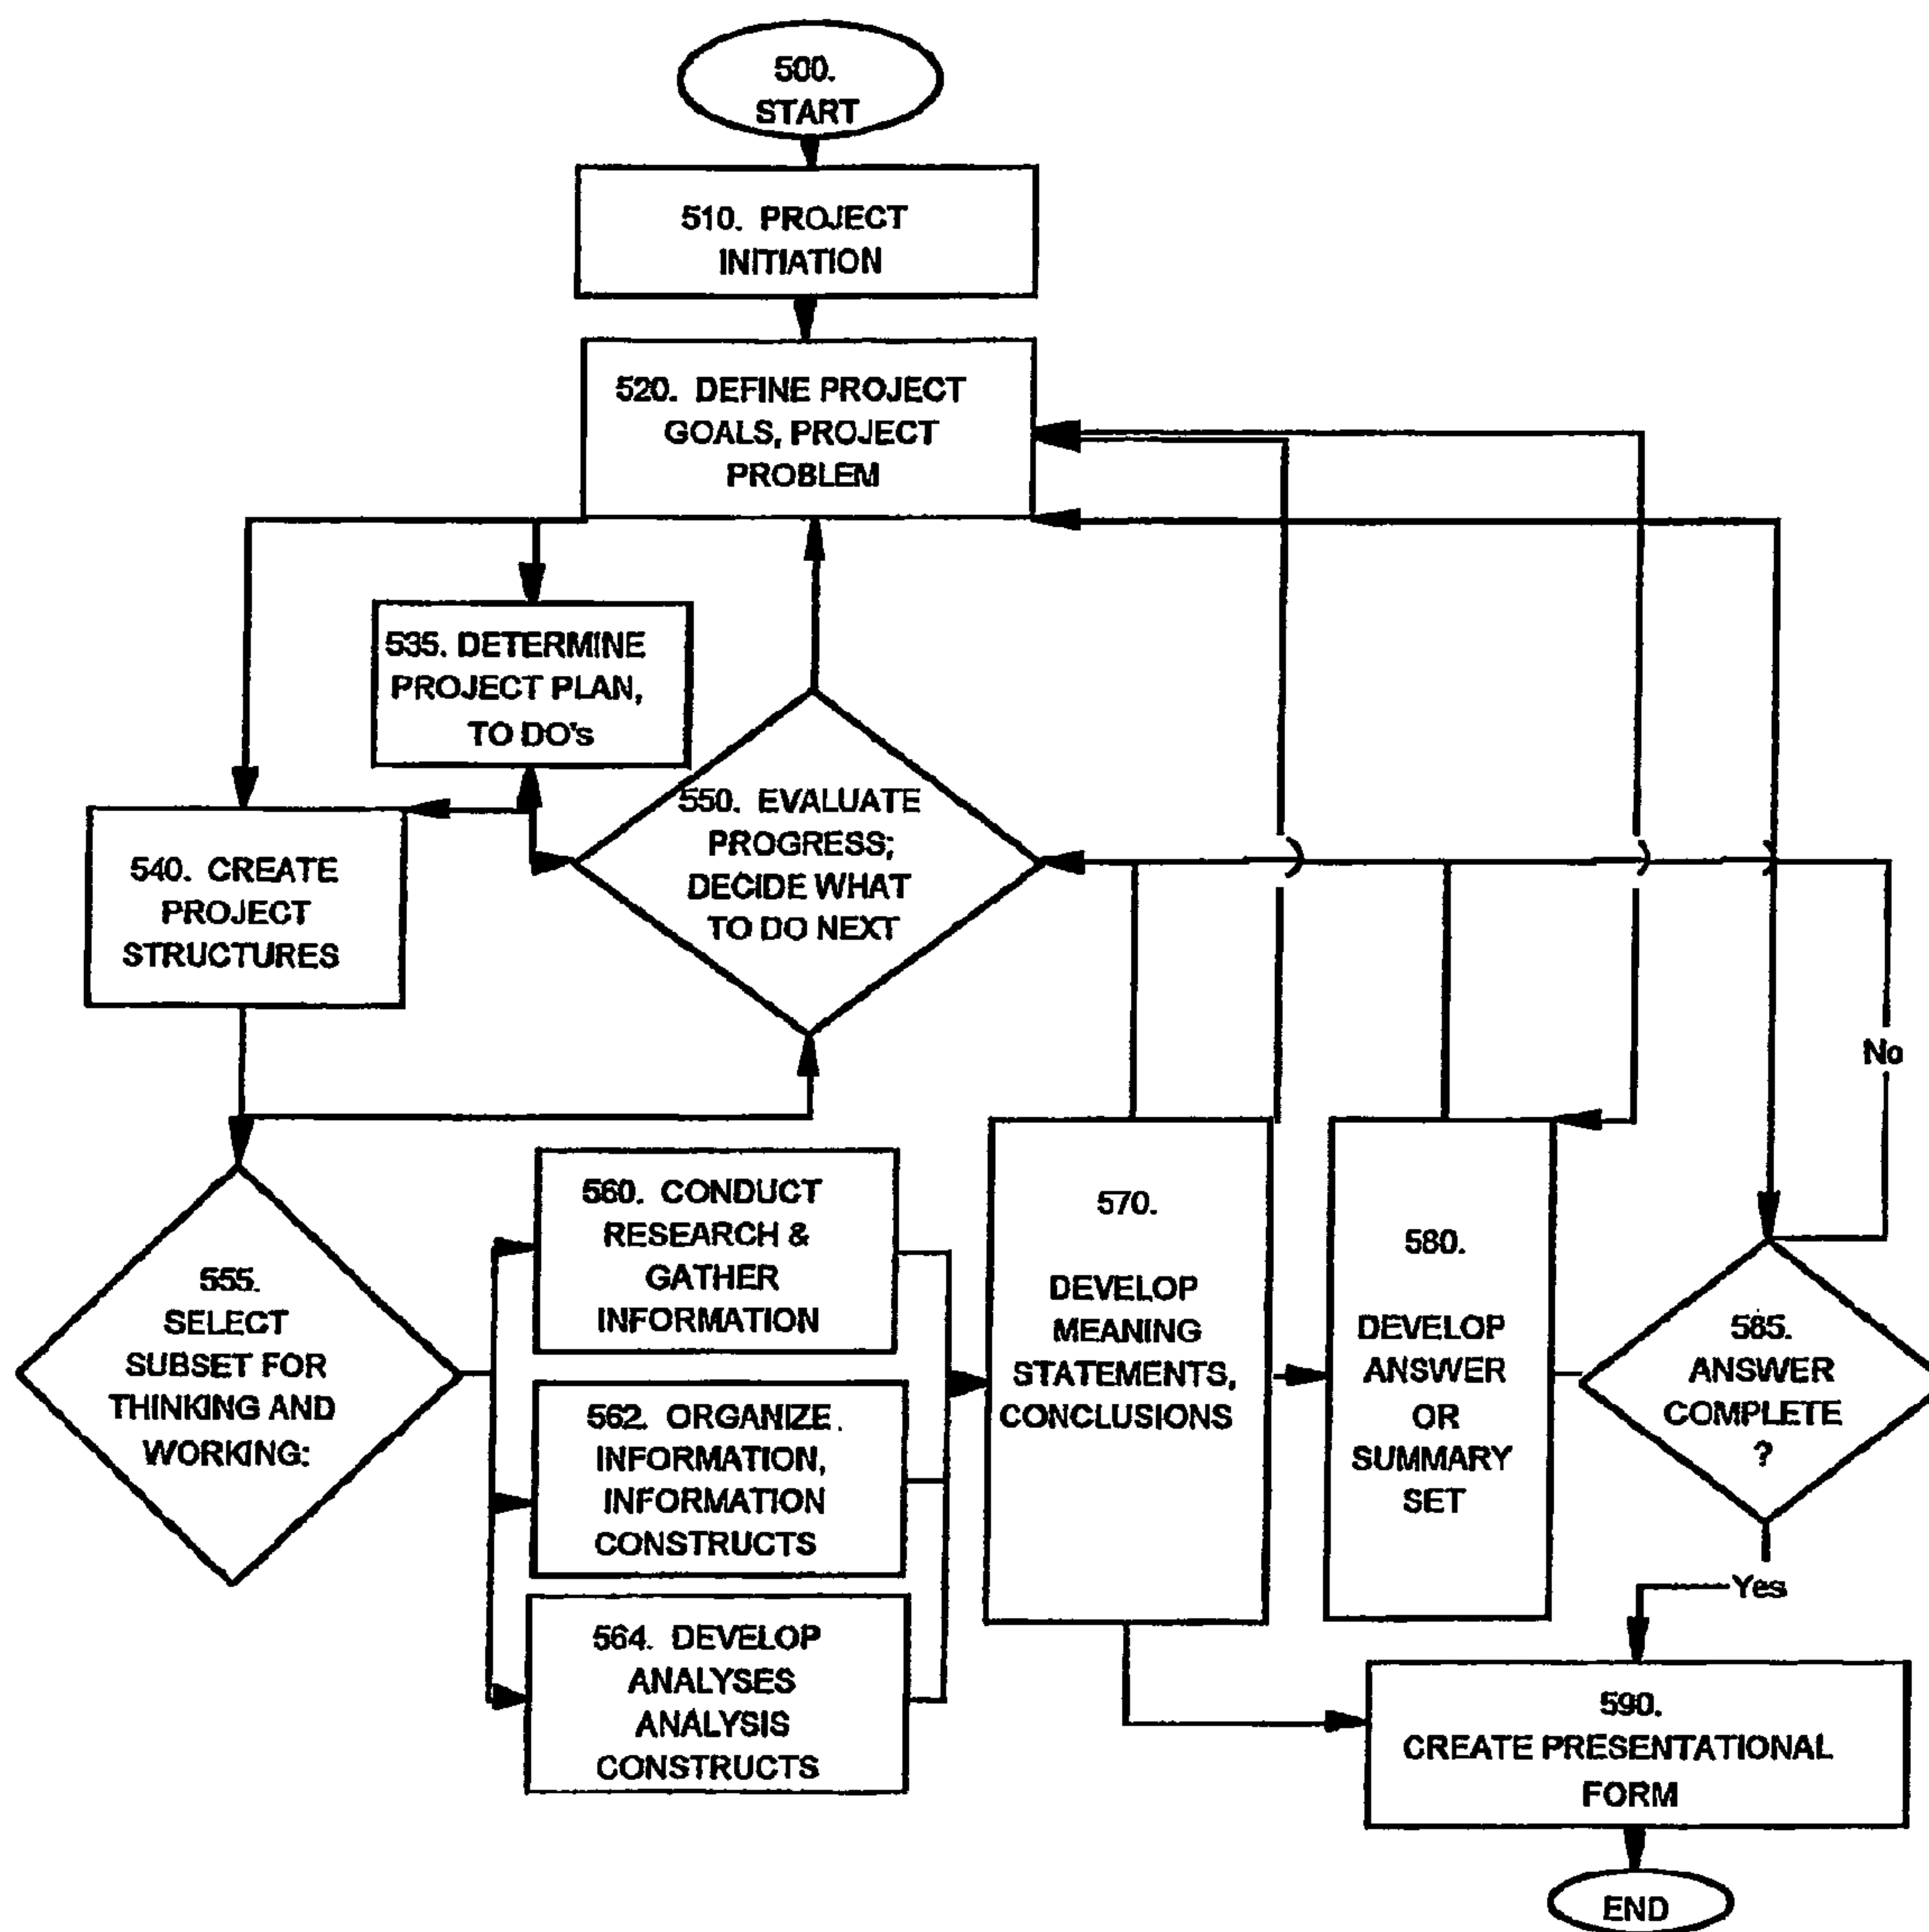 500.
START
510. PROJECT
INITIATION
520. DEFINE PROJECT
GOALS, PROJECT
PROBLEM
535. DETERMINE
PROJECT PLAN,
TO DO's
550. EVALUATE
PROGRESS;
DECIDE WHAT
TO DO NEXT
540. CREATE
PROJECT
STRUCTURES
No
555.
SELECT
SUBSET FOR
THINKING AND
WORKING:
560. CONDUCT
RESEARCH &
GATHER
INFORMATION
562. ORGANIZE
INFORMATION,
INFORMATION
CONSTRUCTS
564. DEVELOP
ANALYSES
ANALYSIS
CONSTRUCTS
570.
DEVELOP
MEANING
STATEMENTS,
CONCLUSIONS
580.
DEVELOP
ANSWER
OR
SUMMARY
SET
585.
ANSWER
COMPLETE
?
Yes
590.
CREATE PRESENTATIONAL
FORM
END